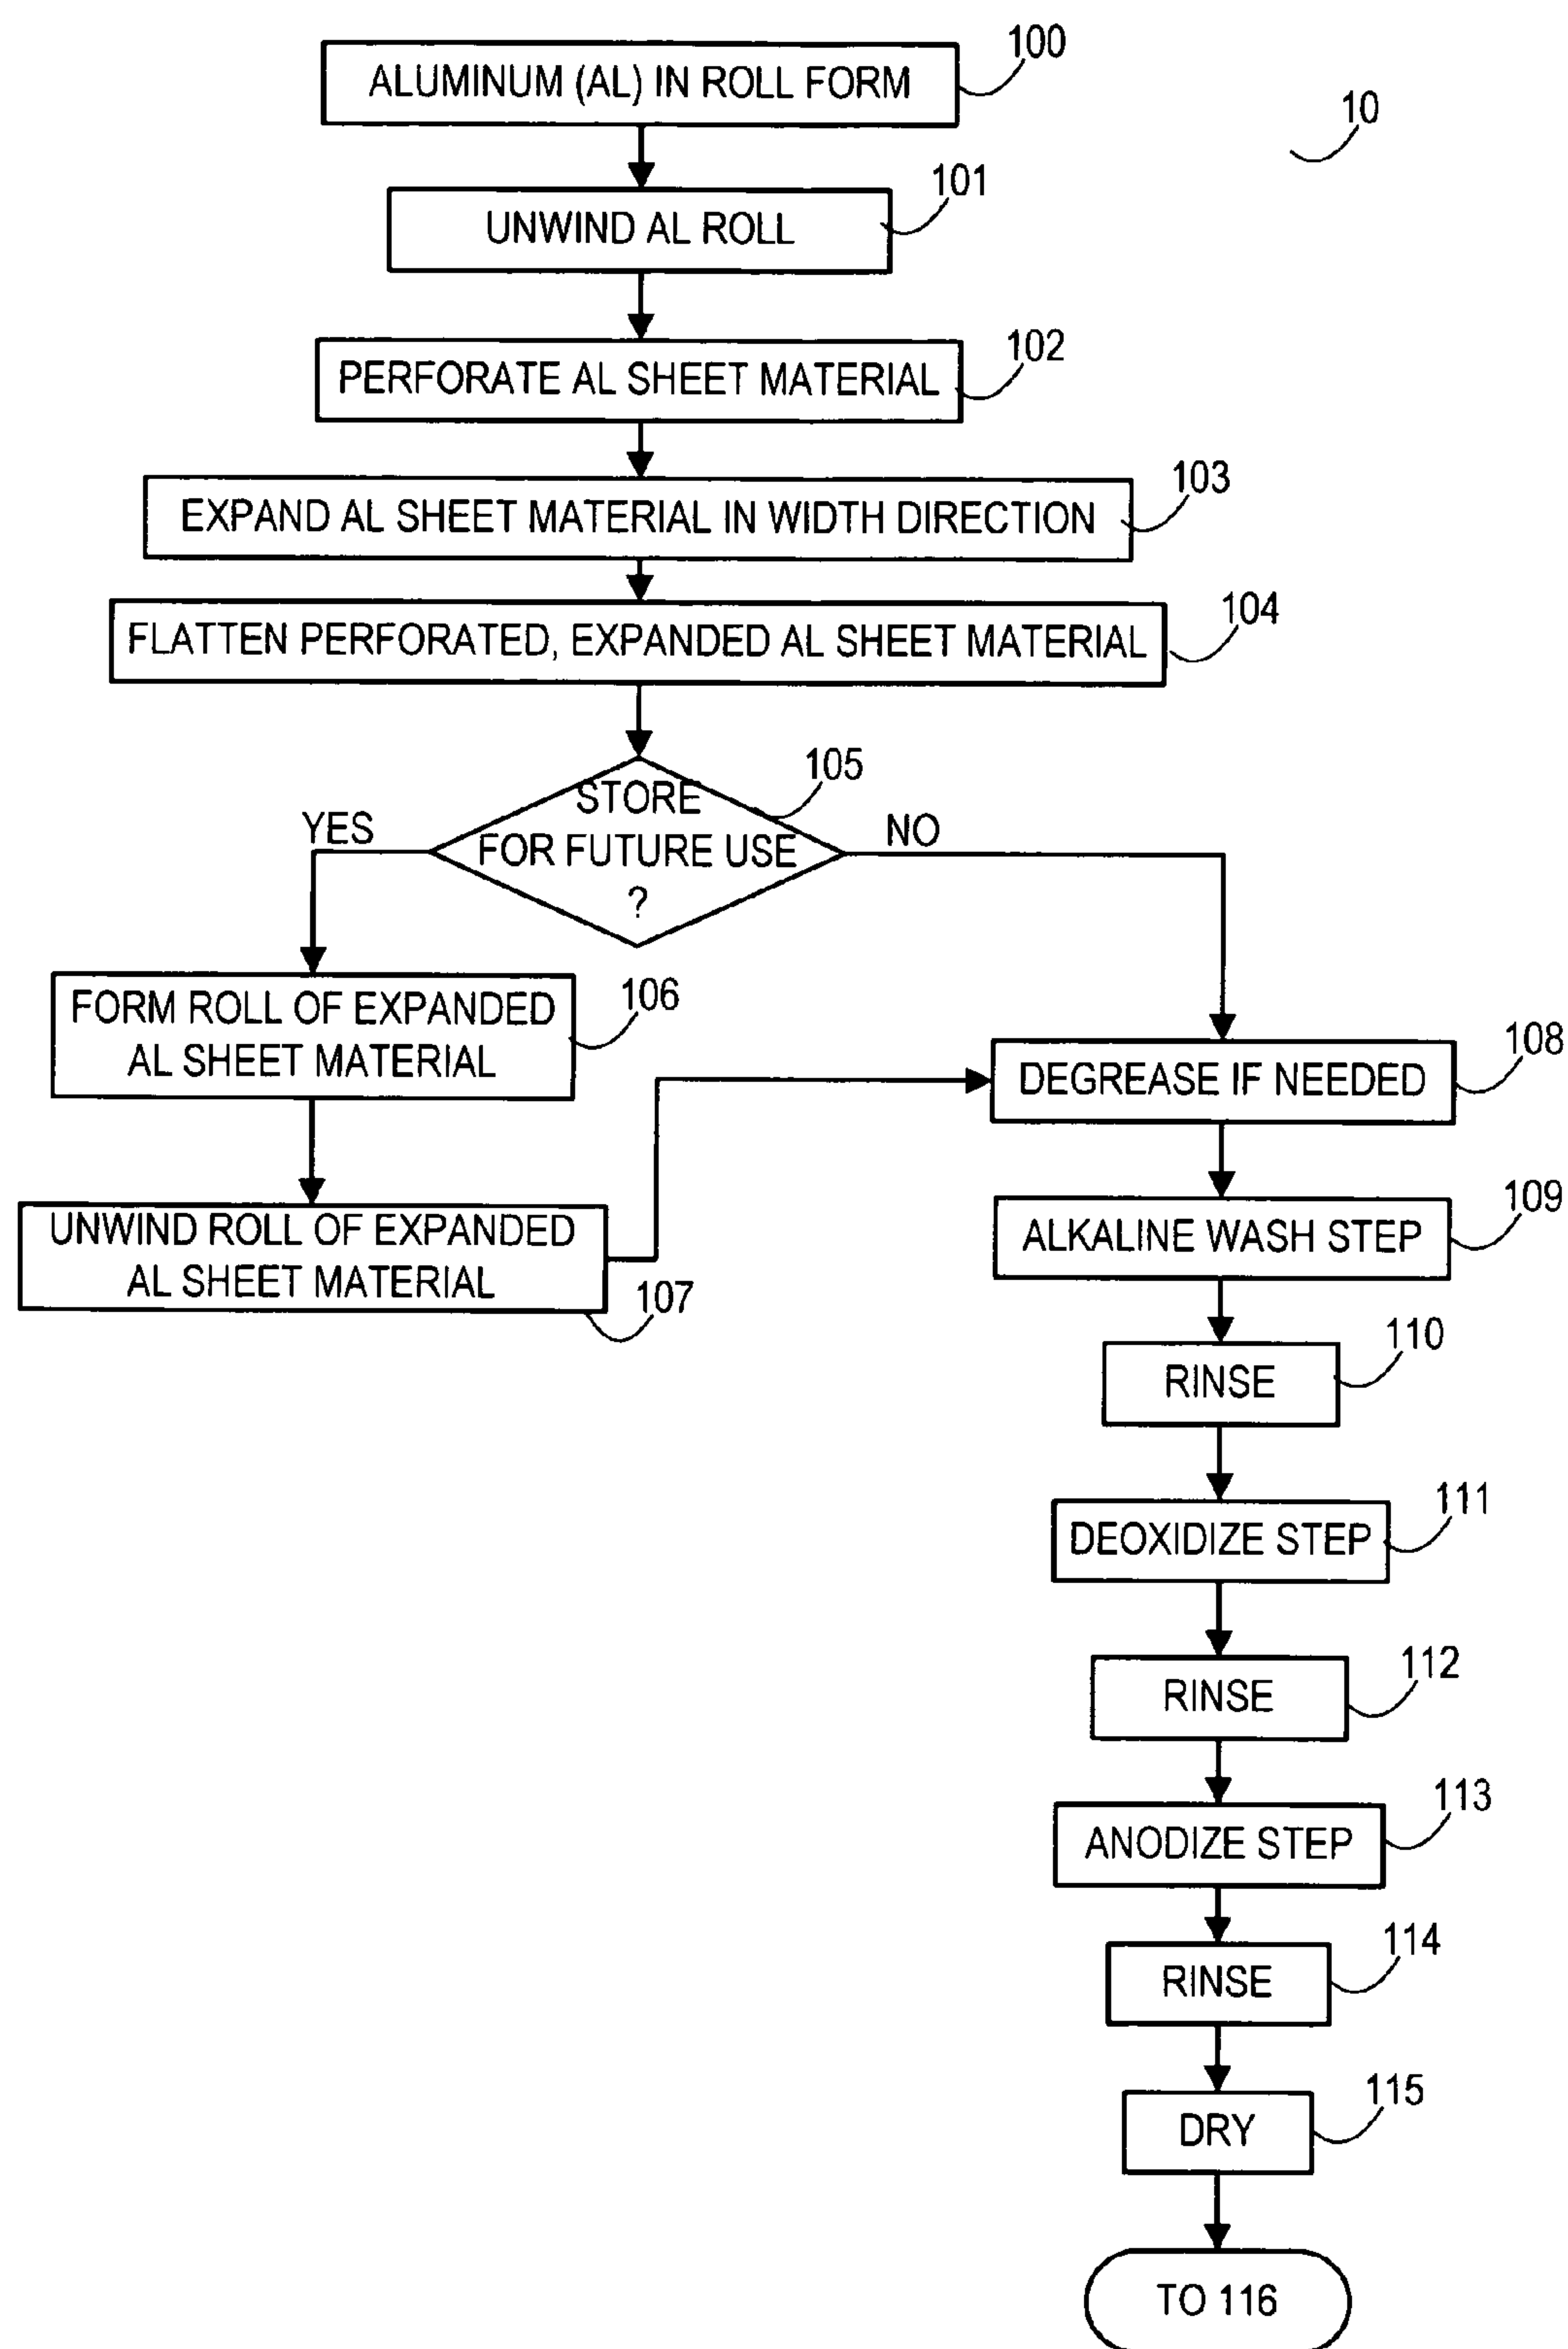 100
ALUMINUM (AL) IN ROLL FORM
10
101
UNWIND AL ROLL
102
PERFORATE AL SHEET MATERIAL
103
EXPAND AL SHEET MATERIAL IN WIDTH DIRECTION
104
FLATTEN PERFORATED, EXPANDED AL SHEET MATERIAL
105
STORE
FOR FUTURE USE
?
YES
NO
106
FORM ROLL OF EXPANDED
AL SHEET MATERIAL
107
UNWIND ROLL OF EXPANDED
AL SHEET MATERIAL
108
DEGREASE IF NEEDED
109
ALKALINE WASH STEP
110
RINSE
111
DEOXIDIZE STEP
112
RINSE
113
ANODIZE STEP
114
RINSE
115
DRY
TO 116